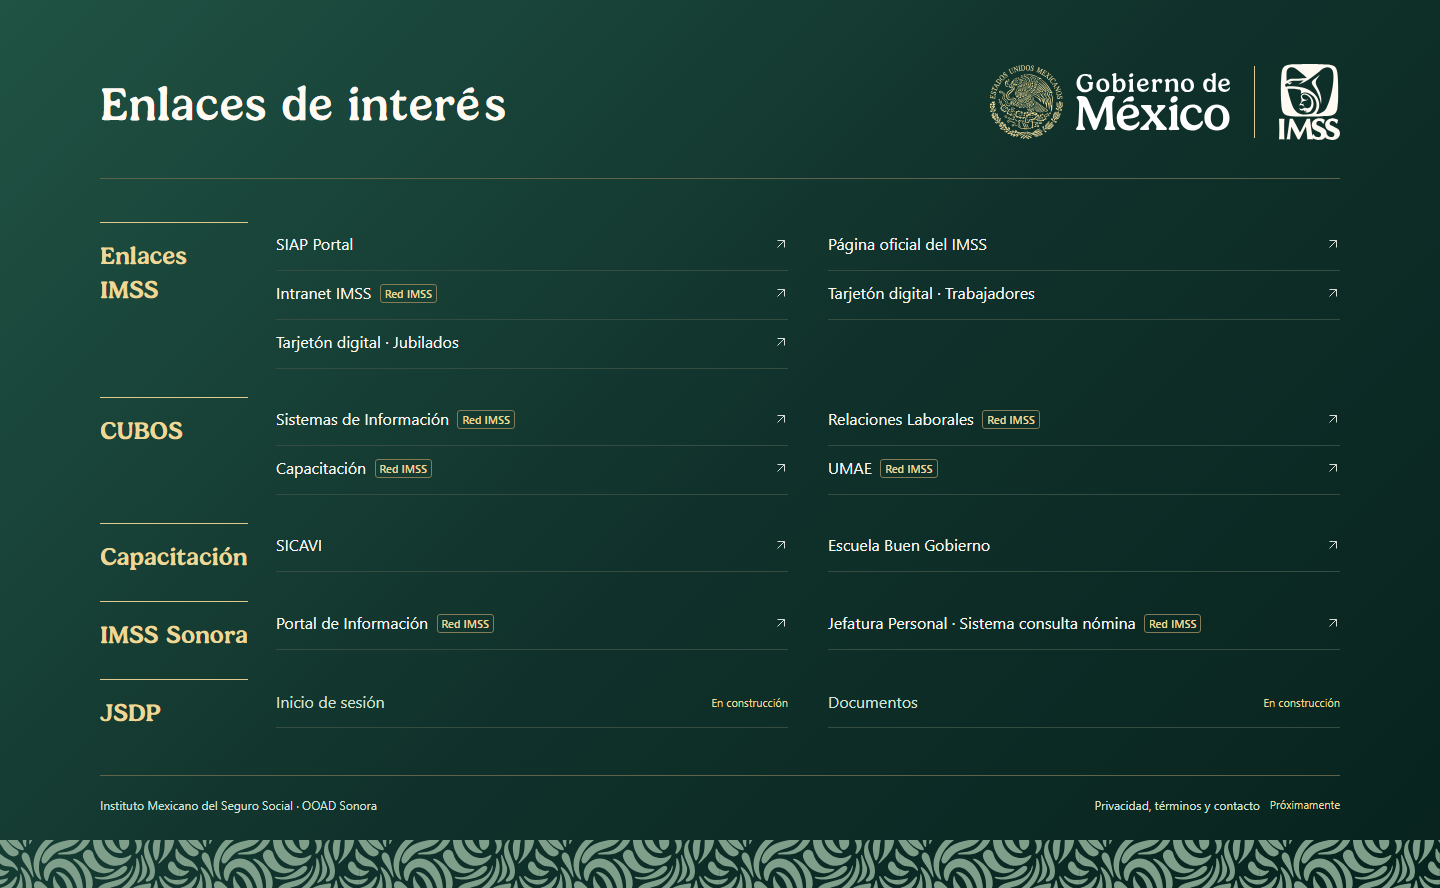 Enlaces de interés
ESTADOS UNIDOS MEXICANOS
Gobierno de
México
IMSS
Enlaces
IMSS
SIAP Portal
Página oficial del IMSS
Intranet IMSS Red IMSS
Tarjetón digital · Trabajadores
Tarjetón digital · Jubilados
CUBOS
Sistemas de Información Red IMSS
Relaciones Laborales Red IMSS
Capacitación Red IMSS
UMAE Red IMSS
Capacitación
SICAVI
Escuela Buen Gobierno
IMSS Sonora
Portal de Información Red IMSS
Jefatura Personal · Sistema consulta nómina Red IMSS
JSDP
Inicio de sesión En construcción
Documentos En construcción
Instituto Mexicano del Seguro Social · OOAD Sonora
Privacidad, términos y contacto Próximamente